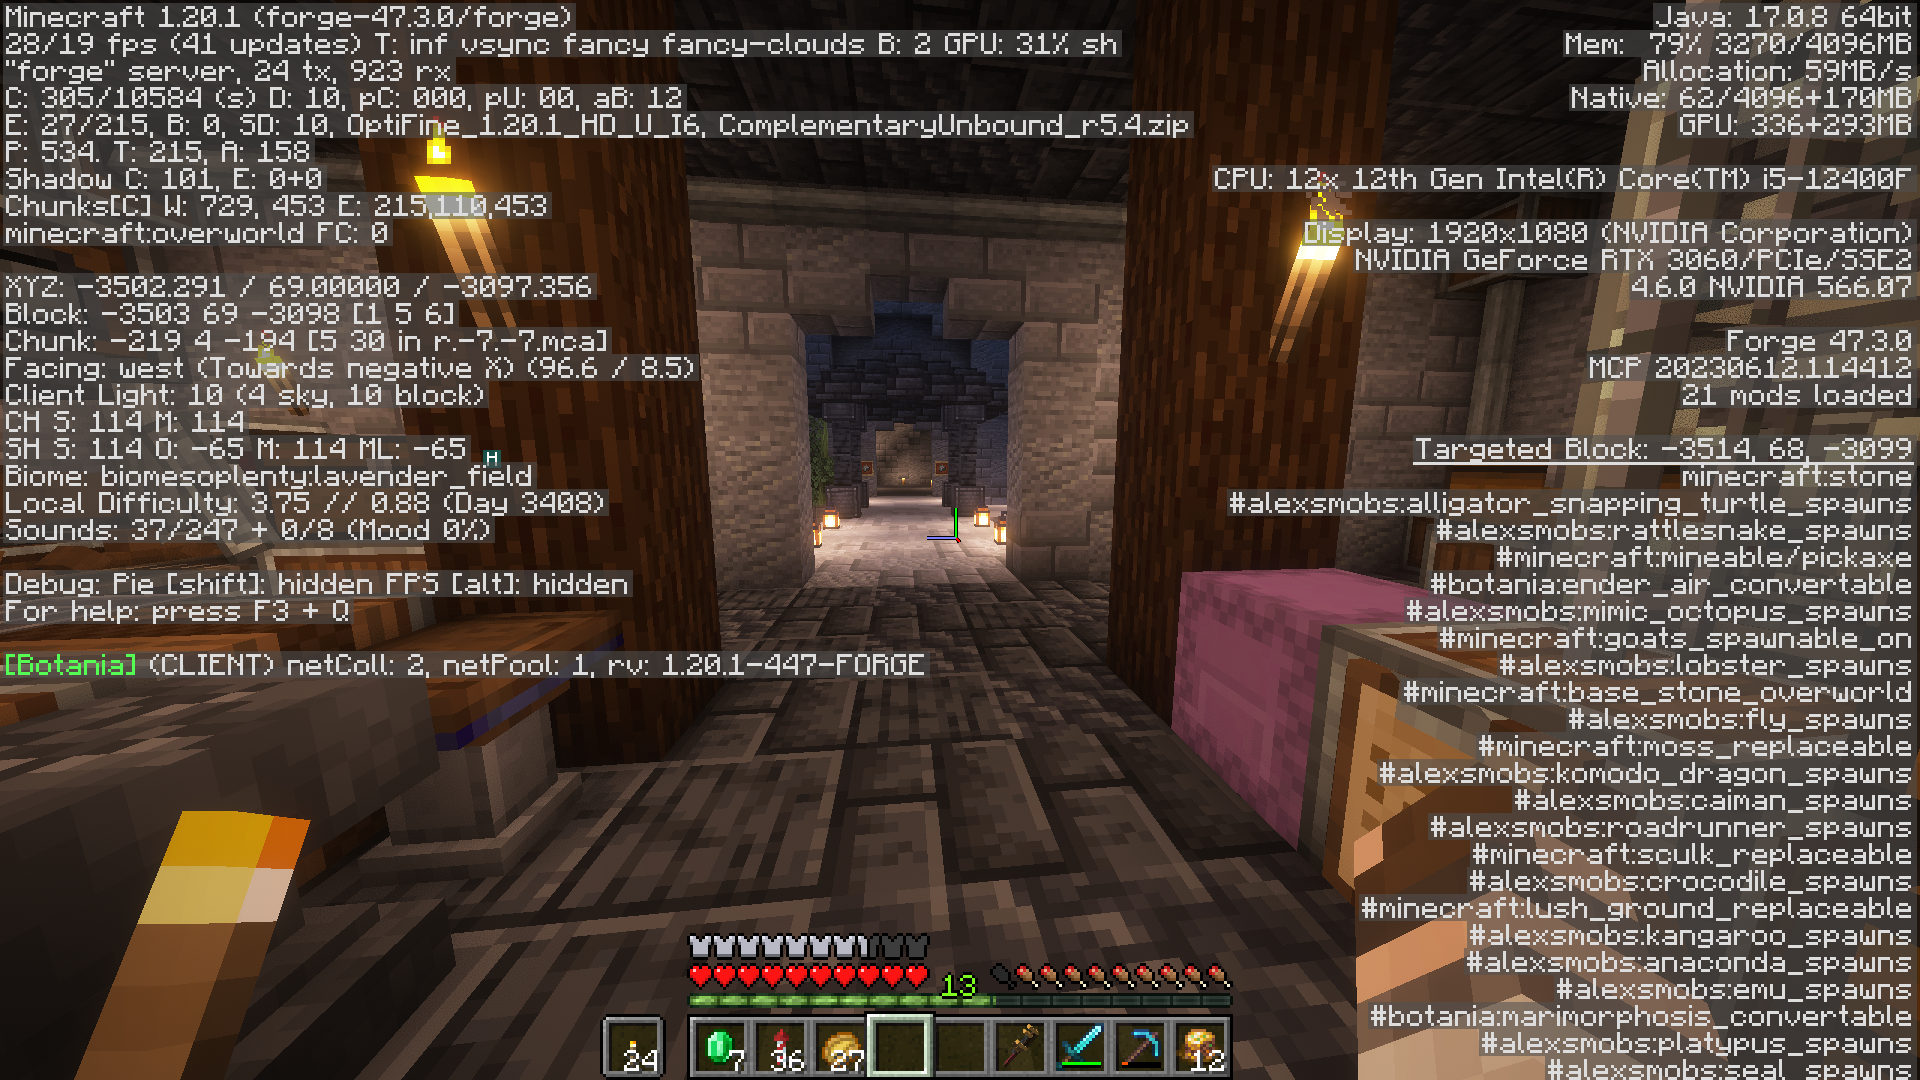 Minecraft 1.20.1 (forge-47.3.0/forge)
28/19 fps (41 updates) T: inf vsync fancy fancy-clouds B: 2 GPU: 31% sh
"forge" server, 24 tx, 923 rx
C: 305/10584 (s) D: 10, pC: 000, pU: 00, aB: 12
E: 27/215, B: 0, SD: 10, OptiFine_1.20.1_HD_U_I6, ComplementaryUnbound_r5.4.zip
P: 534. T: 215, A: 158
Shadow C: 101, E: 0+0
Chunks[C] W: 729, 453 E: 215,110,453
minecraft:overworld FC: 0
XYZ: -3502.291 / 69.00000 / -3097.356
Block: -3503 69 -3098 [1 5 6]
Chunk: -219 4 -194 [5 30 in r.-7.-7.mca]
Facing: west (Towards negative X) (96.6 / 8.5)
Client Light: 10 (4 sky, 10 block)
CH S: 114 M: 114
SH S: 114 O: -65 M: 114 ML: -65
H
Biome: biomesoplenty:lavender_field
Local Difficulty: 3.75 // 0.88 (Day 3408)
Sounds: 37/247 + 0/8 (Mood 0%)
Debug: Pie [shift]: hidden FPS [alt]: hidden
For help: press F3 + Q
[Botania] (CLIENT) netColl: 2, netPool: 1, rv: 1.20.1-447-FORGE
Java: 17.0.8 64bit
Mem: 79% 3270/4096MB
Allocation: 59MB/s
Native: 62/4096+170MB
GPU: 336+293MB
CPU: 12x 12th Gen Intel(R) Core(TM) i5-12400F
Display: 1920x1080 (NVIDIA Corporation)
NVIDIA GeForce RTX 3060/PCIe/SSE2
4.6.0 NVIDIA 566.07
Forge 47.3.0
MCP 20230612.114412
21 mods loaded
Targeted Block: -3514, 68, -3099
minecraft:stone
#alexsmobs:alligator_snapping_turtle_spawns
#alexsmobs:rattlesnake_spawns
#minecraft:mineable/pickaxe
#botania:ender_air_convertable
#alexsmobs:mimic_octopus_spawns
#minecraft:goats_spawnable_on
#alexsmobs:lobster_spawns
#minecraft:base_stone_overworld
#alexsmobs:fly_spawns
#minecraft:moss_replaceable
#alexsmobs:komodo_dragon_spawns
#alexsmobs:caiman_spawns
#alexsmobs:roadrunner_spawns
#minecraft:sculk_replaceable
#alexsmobs:crocodile_spawns
#minecraft:lush_ground_replaceable
#alexsmobs:kangaroo_spawns
#alexsmobs:anaconda_spawns
#alexsmobs:emu_spawns
#botania:marimorphosis_convertable
#alexsmobs:platypus_spawns
#alexsmobs:seal_spawns
13
24
7
36
27
12